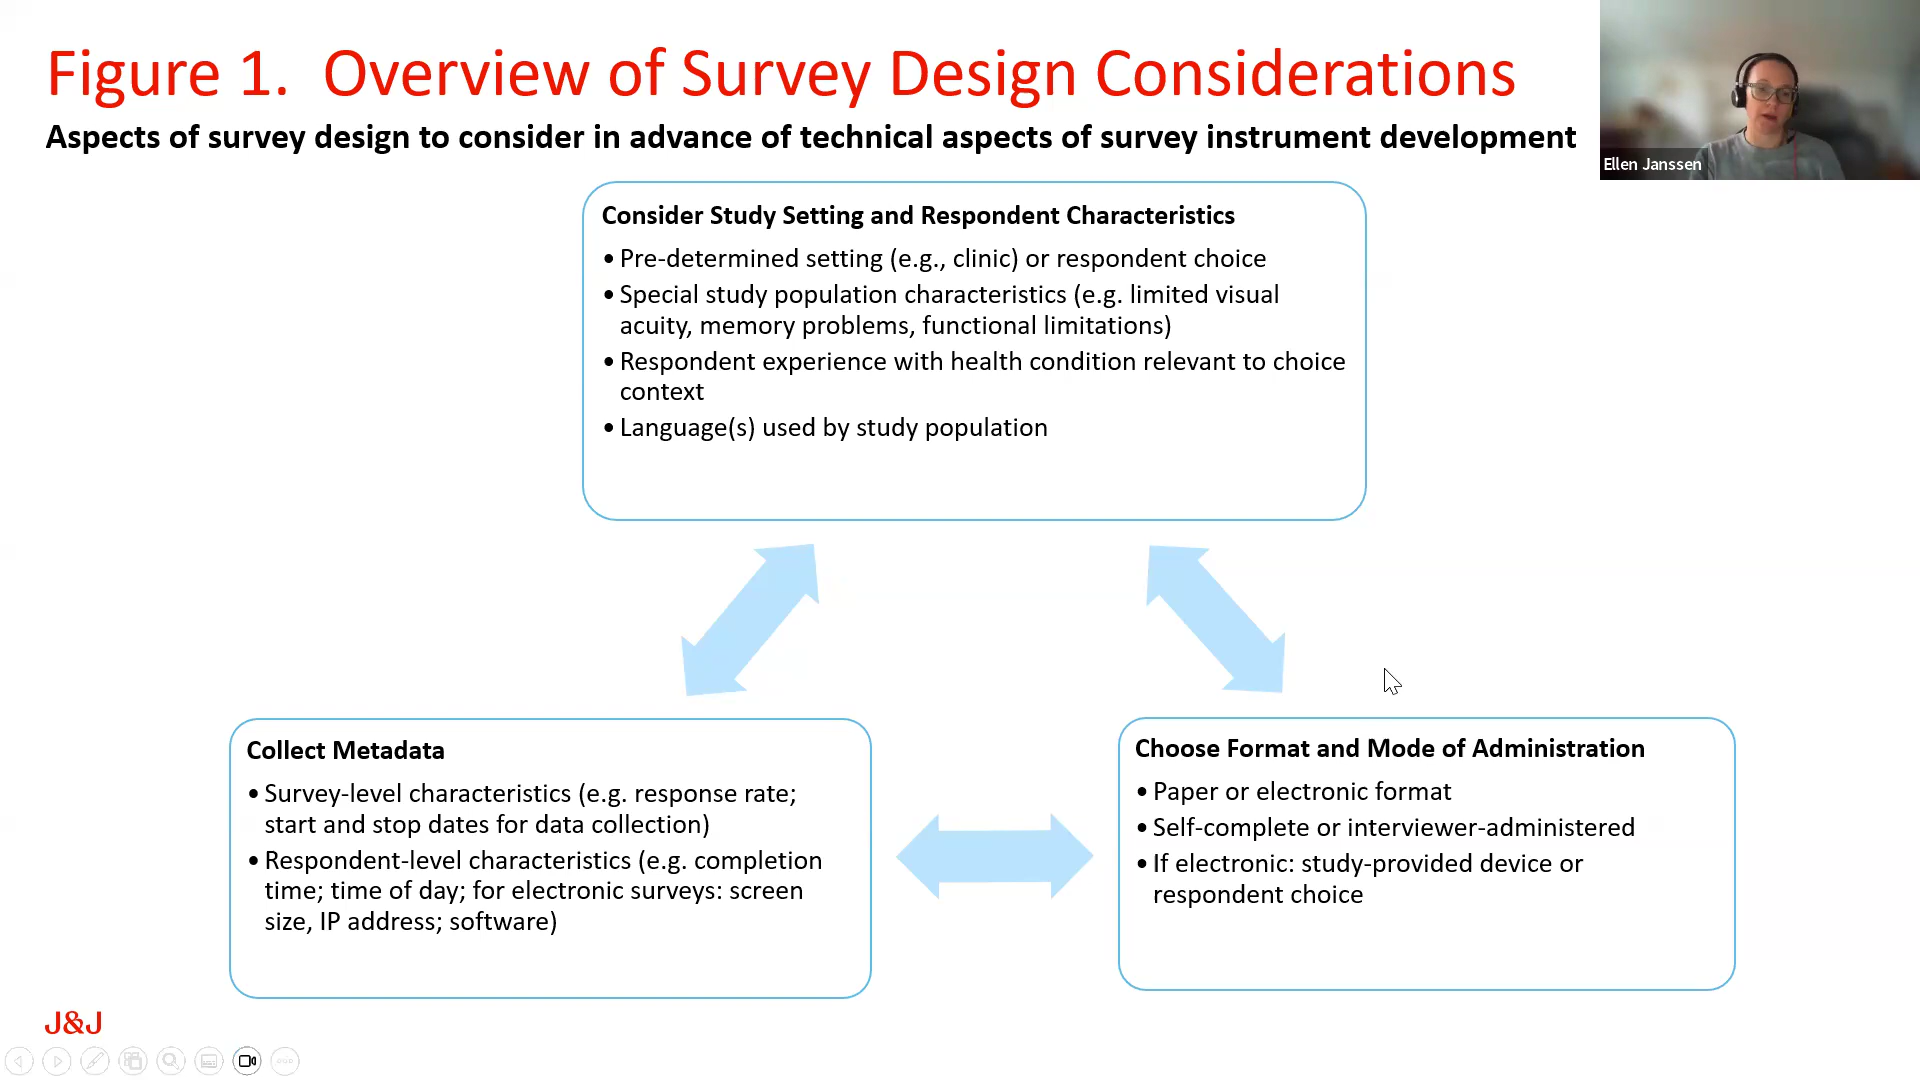 Figure 1.  Overview of Survey Design Considerations
Aspects of survey design to consider in advance of technical aspects of survey instrument development
Ellen Janssen
Consider Study Setting and Respondent Characteristics
• Pre-determined setting (e.g., clinic) or respondent choice
• Special study population characteristics (e.g. limited visual
acuity, memory problems, functional limitations)
• Respondent experience with health condition relevant to choice
context
• Language(s) used by study population
Collect Metadata
• Survey-level characteristics (e.g. response rate;
start and stop dates for data collection)
• Respondent-level characteristics (e.g. completion
time; time of day; for electronic surveys: screen
size, IP address; software)
Choose Format and Mode of Administration
• Paper or electronic format
• Self-complete or interviewer-administered
• If electronic: study-provided device or
respondent choice
J&J